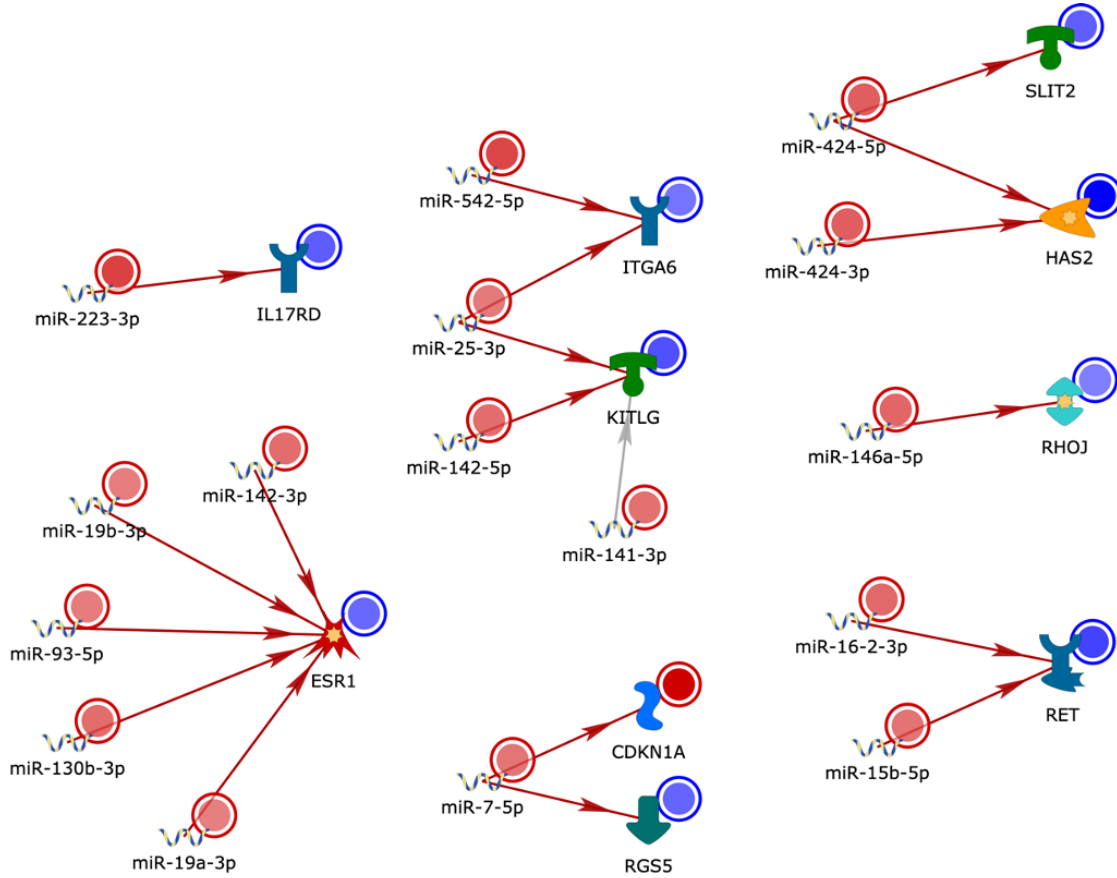 SLIT2
miR-424-5p
miR-542-5p
HAS2
miR-424-3p
ITGA6
IL17RD
miR-223-3p
miR-25-3p
KITLG
RHOJ
miR-146a-5p
miR-142-5p
miR-142-3p
miR-19b-3p
miR-141-3p
miR-16-2-3p
miR-93-5p
ESR1
RET
CDKN1A
miR-130b-3p
miR-15b-5p
miR-7-5p
miR-19a-3p
RGS5